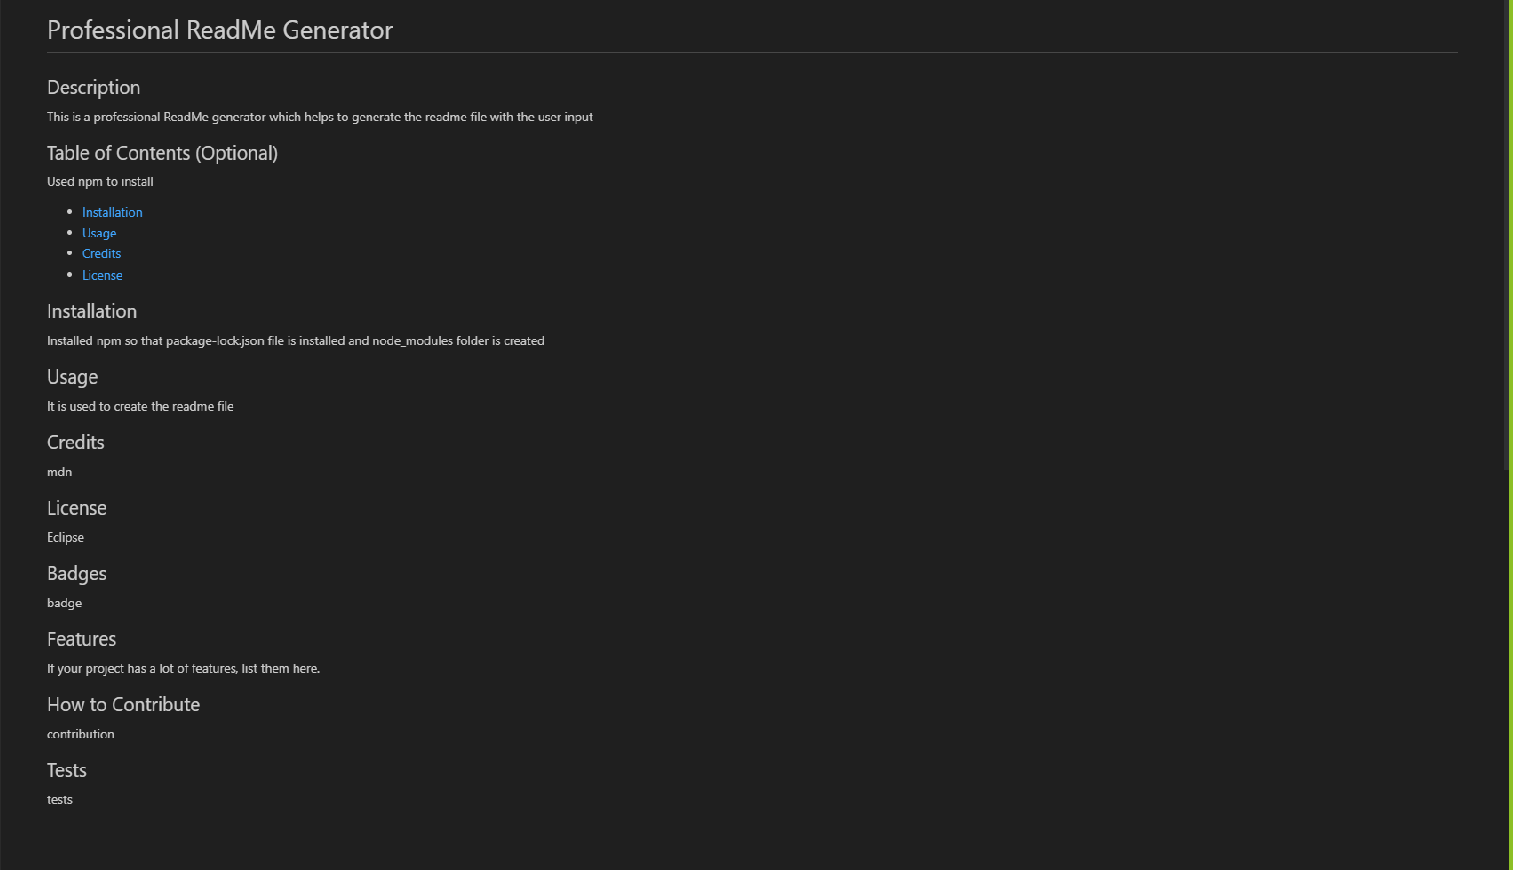 Professional ReadMe Generator
Description
This is a professional ReadMe generator which helps to generate the readme file with the user input
Table of Contents (Optional)
Used npm to install
Installation
Usage
Credits
License
Installation
Installed npm so that package-lock.json file is installed and node_modules folder is created
Usage
It is used to create the readme file
Credits
mdn
License
Eclipse
Badges
badge
Features
If your project has a lot of features, list them here.
How to Contribute
contribution
Tests
tests